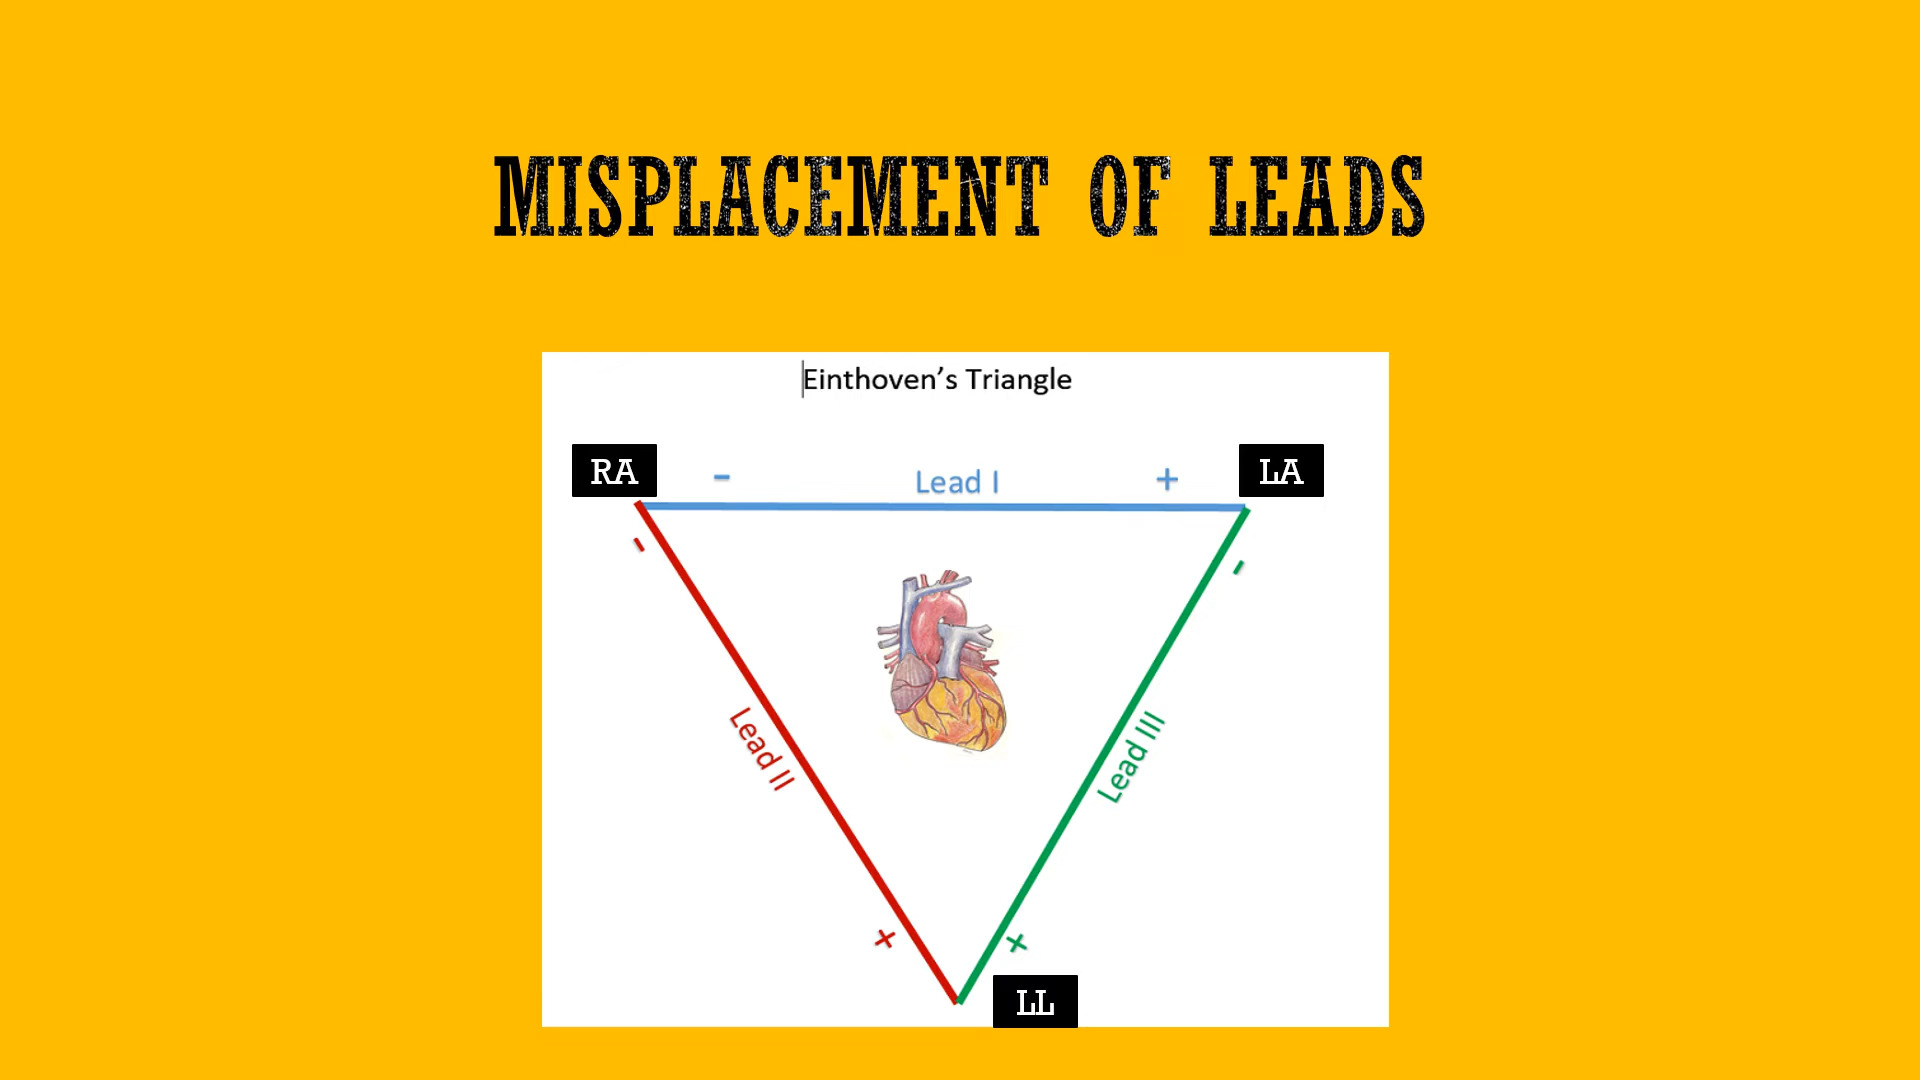 MISPLACEMENT OF LEADS
Einthoven's Triangle
RA
-
Lead I
+
LA
-
-
Lead II
Lead III
+
+
LL